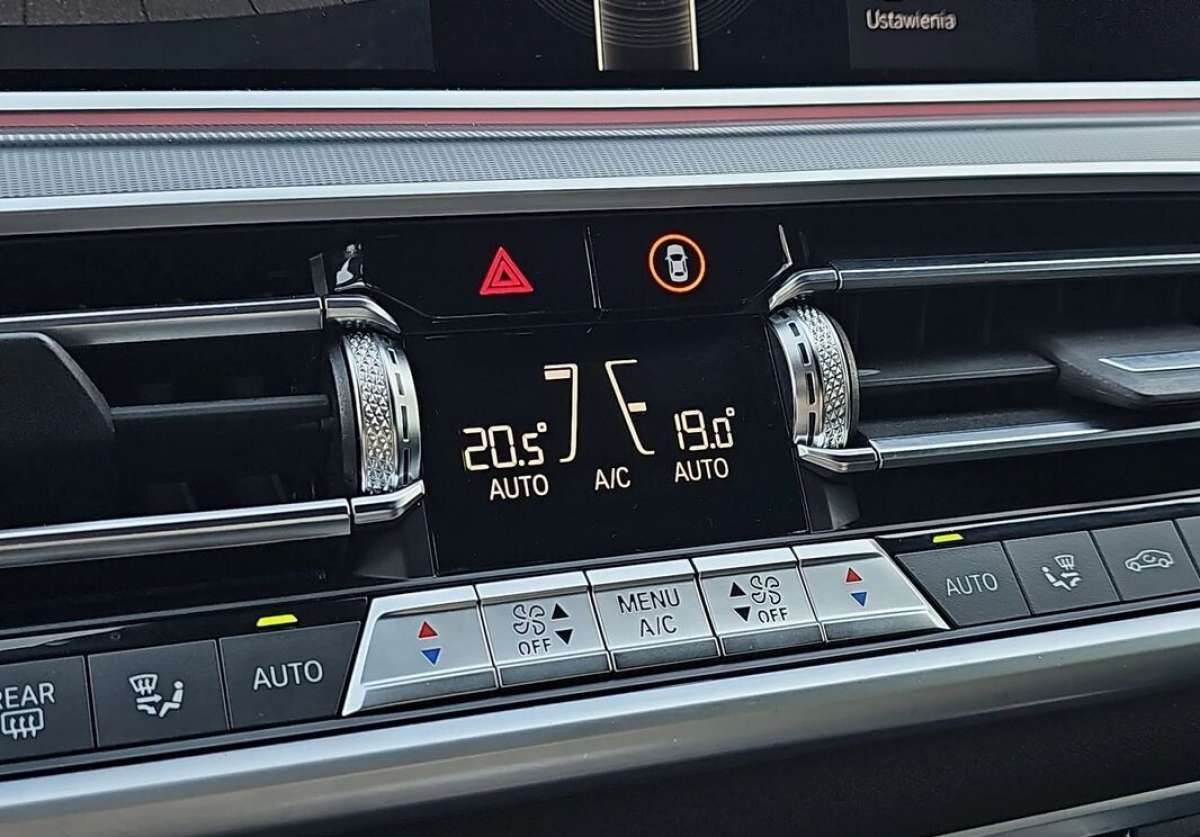 Ustawienia
20.5°
AUTO
A/C
19.0°
AUTO
REAR
AUTO
OFF
MENU
A/C
OFF
AUTO